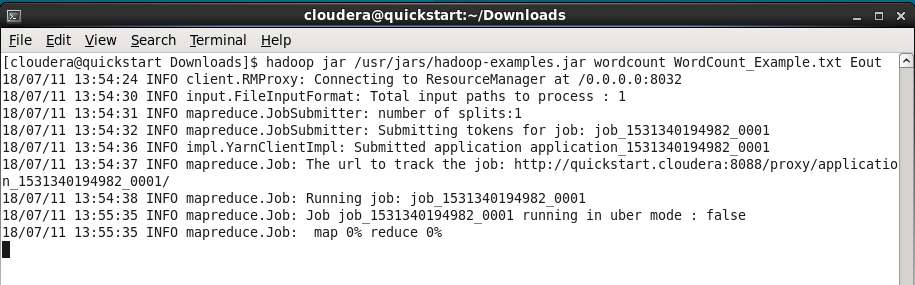 cloudera@quickstart:~/Downloads
File Edit View Search Terminal Help
[cloudera@quickstart Downloads]$ hadoop jar /usr/jars/hadoop-examples.jar wordcount WordCount_Example.txt Eout
18/07/11 13:54:24 INFO client.RMProxy: Connecting to ResourceManager at /0.0.0.0:8032
18/07/11 13:54:30 INFO input.FileInputFormat: Total input paths to process : 1
18/07/11 13:54:31 INFO mapreduce.JobSubmitter: number of splits:1
18/07/11 13:54:32 INFO mapreduce.JobSubmitter: Submitting tokens for job: job_1531340194982_0001
18/07/11 13:54:36 INFO impl.YarnClientImpl: Submitted application application_1531340194982_0001
18/07/11 13:54:37 INFO mapreduce.Job: The url to track the job: http://quickstart.cloudera:8088/proxy/applicatio
n_1531340194982_0001/
18/07/11 13:54:38 INFO mapreduce.Job: Running job: job_1531340194982_0001
18/07/11 13:55:35 INFO mapreduce.Job: Job job_1531340194982_0001 running in uber mode : false
18/07/11 13:55:35 INFO mapreduce.Job:  map 0% reduce 0%